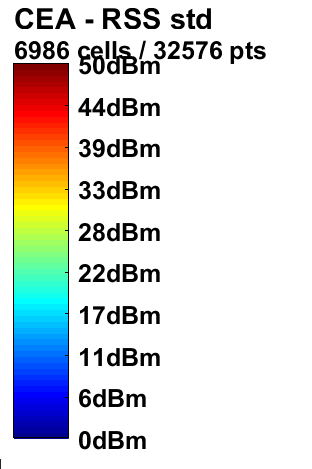 CEA - RSS std
6986 cells / 32576 pts
50dBm
44dBm
39dBm
33dBm
28dBm
22dBm
17dBm
11dBm
6dBm
0dBm